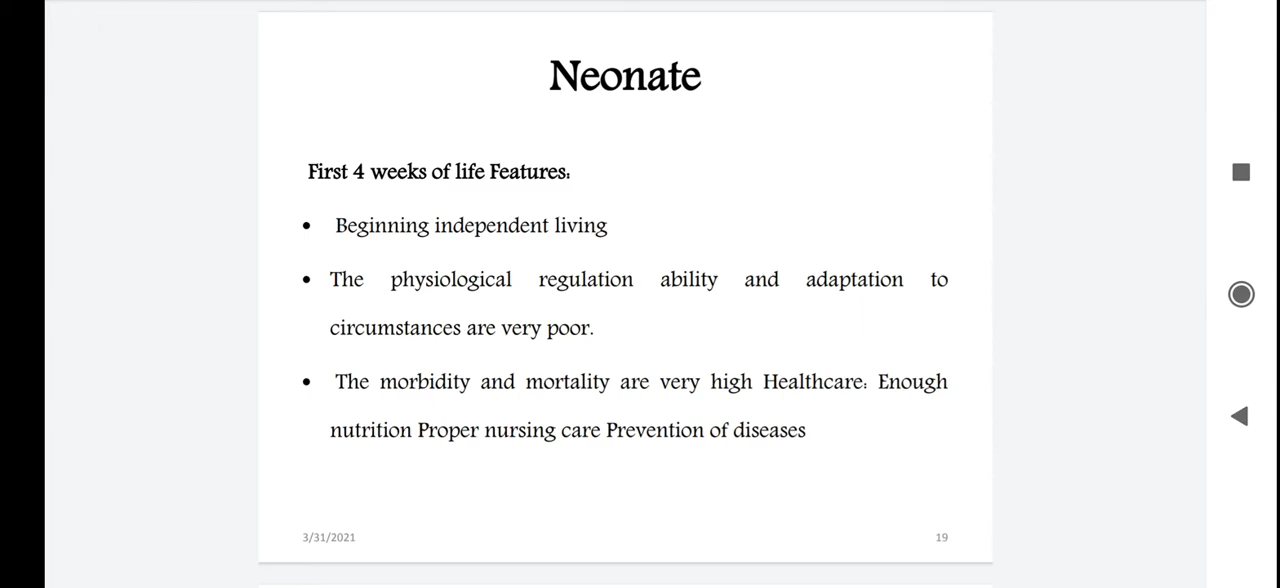 Neonate
First 4 weeks of life Features:
• Beginning independent living
• The physiological regulation ability and adaptation to
circumstances are very poor.
• The morbidity and mortality are very high Healthcare: Enough
nutrition Proper nursing care Prevention of diseases
3/31/2021
19